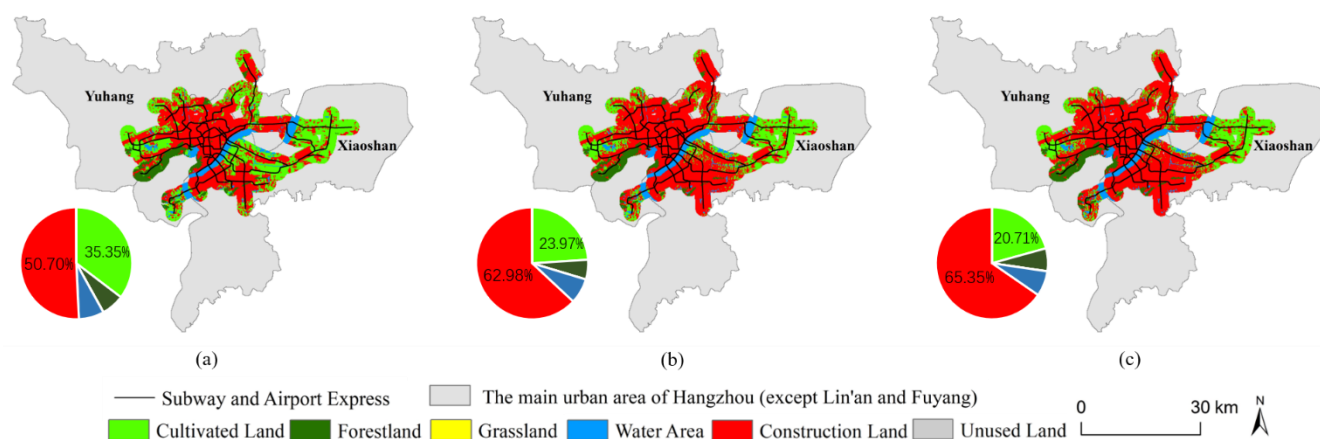 Yuhang
Xiaoshan
50.70%
35.35%
(a)
Yuhang
Xiaoshan
62.98%
23.97%
(b)
Yuhang
Xiaoshan
65.35%
20.71%
(c)
Subway and Airport Express
The main urban area of Hangzhou (except Lin'an and Fuyang)
0
30 km
N
Cultivated Land
Forestland
Grassland
Water Area
Construction Land
Unused Land